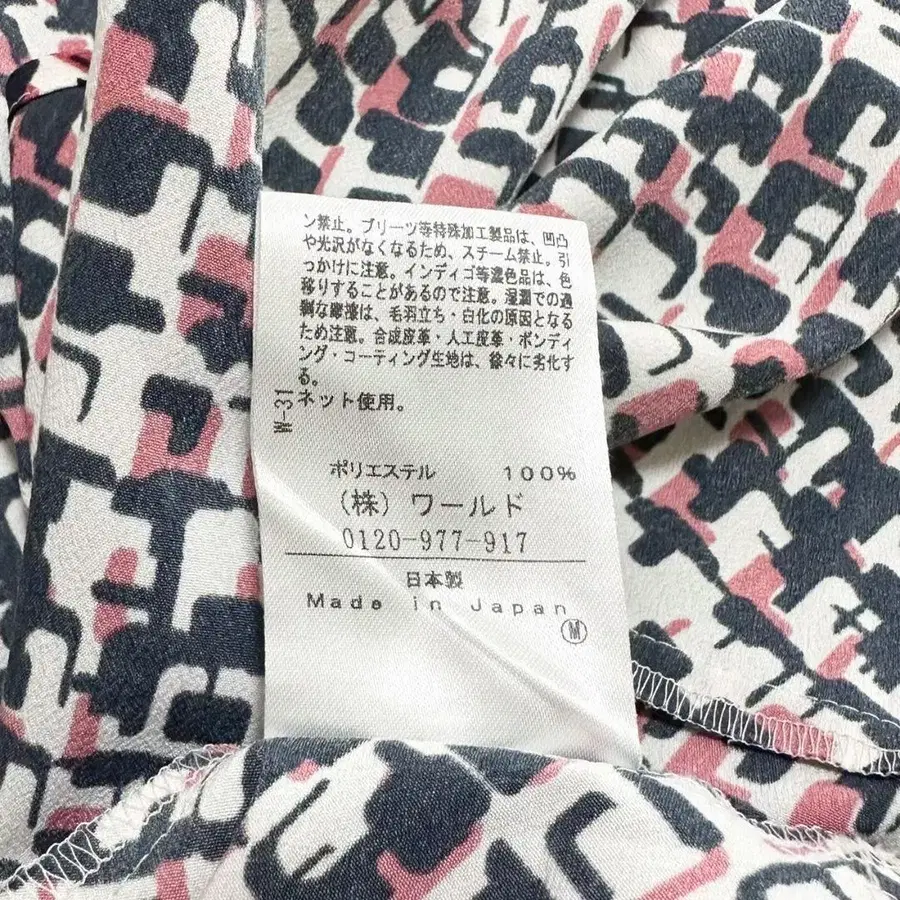 ン禁止。プリーツ等特殊加工製品は、凹凸
や光沢がなくなるため、スチーム禁止。引
っかけに注意。インディゴ等濃色品は、色
移りすることがあるので注意。湿潤での過
剰な摩擦は、毛羽立ち・白化の原因となる
ため注意。合成皮革・人工皮革・ボンディ
ング・コーティング生地は、徐々に劣化す
る。
ネット使用。
W-31
ポリエステル 100%
(株) ワールド
0120-977-917
日本製
Made in Japan
M